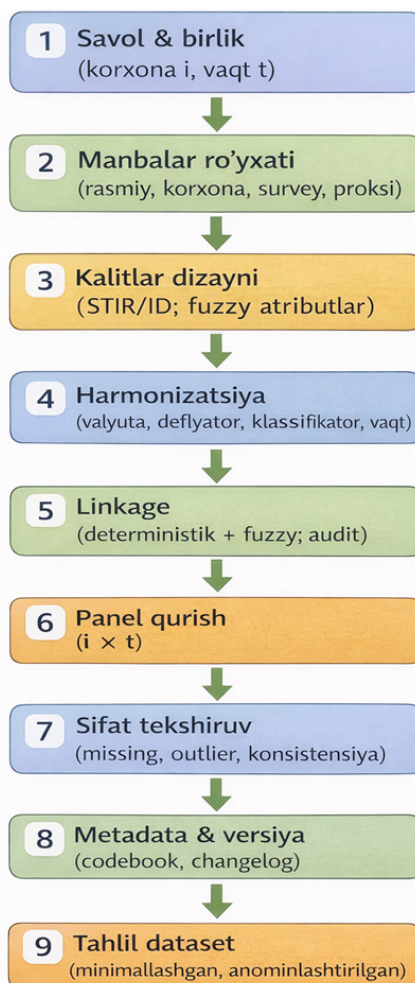 1 Savol & birlik
(korxona i, vaqt t)
2 Manbalar ro'yxati
(rasmiy, korxona, survey, proksi)
3 Kalitlar dizayni
(STIR/ID; fuzzy atributlar)
4 Harmonizatsiya
(valyuta, deflyator, klassifikator, vaqt)
5 Linkage
(deterministik + fuzzy; audit)
6 Panel qurish
(i × t)
7 Sifat tekshiruv
(missing, outlier, konsistensiya)
8 Metadata & versiya
(codebook, changelog)
9 Tahlil dataset
(minimallashgan, anominlashtirilgan)